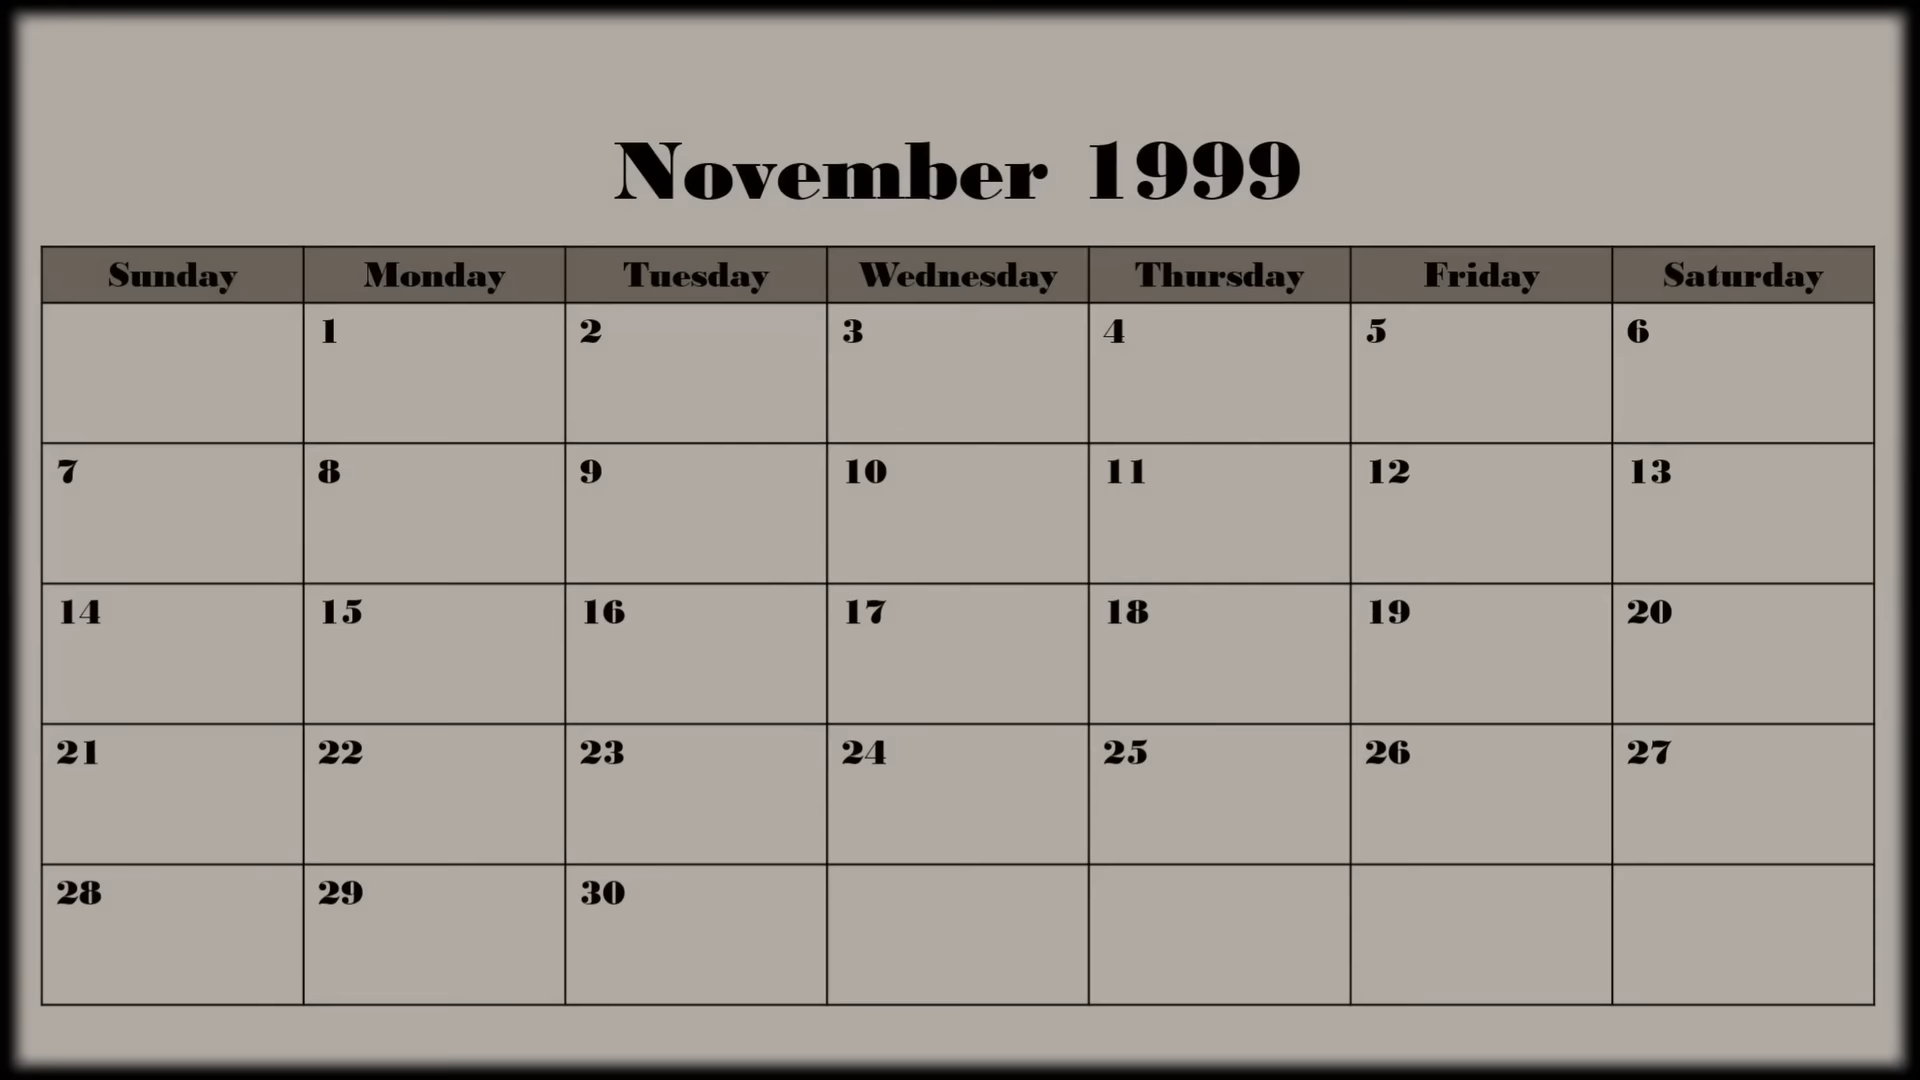 November 1999
Sunday Monday Tuesday Wednesday Thursday Friday Saturday
1 2 3 4 5 6
7 8 9 10 11 12 13
14 15 16 17 18 19 20
21 22 23 24 25 26 27
28 29 30